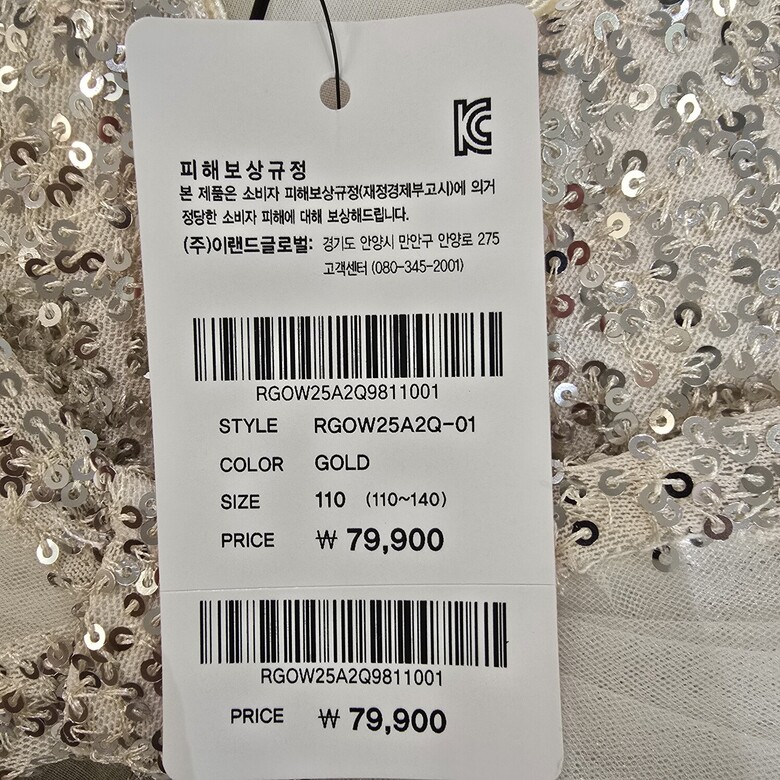 KC
피해보상규정
본 제품은 소비자 피해보상규정(재정경제부고시)에 의거
정당한 소비자 피해에 대해 보상해드립니다.
(주)이랜드글로벌: 경기도 안양시 만안구 안양로 275
고객센터 (080-345-2001)
RGOW25A2Q9811001
STYLE RGOW25A2Q-01
COLOR GOLD
SIZE 110 (110~140)
PRICE ₩ 79,900
RGOW25A2Q9811001
PRICE ₩ 79,900